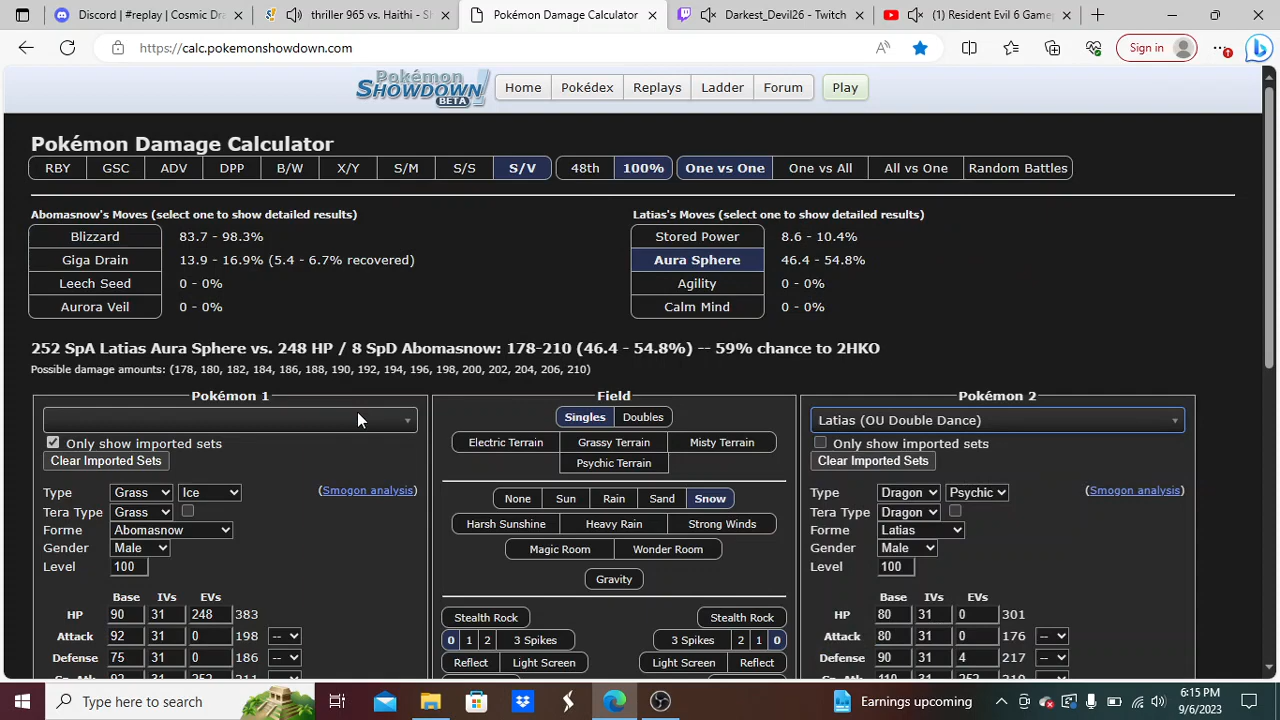 Discord | #replay | Cosmic Dra
thriller 965 vs. Haithi - Sho
Pokémon Damage Calculator
Darkest_Devil26 - Twitch
(1) Resident Evil 6 Game
https://calc.pokemonshowdown.com
Sign in
Pokémon SHOWDOWN! BETA
Home Pokédex Replays Ladder Forum Play
Pokémon Damage Calculator
RBY GSC ADV DPP B/W X/Y S/M S/S S/V 48th 100% One vs One One vs All All vs One Random Battles
Abomasnow's Moves (select one to show detailed results) Latias's Moves (select one to show detailed results)
Blizzard 83.7 - 98.3% Stored Power 8.6 - 10.4%
Giga Drain 13.9 - 16.9% (5.4 - 6.7% recovered) Aura Sphere 46.4 - 54.8%
Leech Seed 0 - 0% Agility 0 - 0%
Aurora Veil 0 - 0% Calm Mind 0 - 0%
252 SpA Latias Aura Sphere vs. 248 HP / 8 SpD Abomasnow: 178-210 (46.4 - 54.8%) -- 59% chance to 2HKO
Possible damage amounts: (178, 180, 182, 184, 186, 188, 190, 192, 194, 196, 198, 200, 202, 204, 206, 210)
Pokémon 1 Field Pokémon 2
Singles Doubles Latias (OU Double Dance)
Only show imported sets Electric Terrain Grassy Terrain Misty Terrain Only show imported sets
Clear Imported Sets Psychic Terrain Clear Imported Sets
Type Grass Ice (Smogon analysis) None Sun Rain Sand Snow Type Dragon Psychic (Smogon analysis)
Tera Type Grass Harsh Sunshine Heavy Rain Strong Winds Tera Type Dragon
Forme Abomasnow Magic Room Wonder Room Forme Latias
Gender Male Gender Male
Level 100 Gravity Level 100
Base IVs EVs Base IVs EVs
HP 90 31 248 383 Stealth Rock Stealth Rock HP 80 31 0 301
Attack 92 31 0 198 -- 0 1 2 3 Spikes 3 Spikes 2 1 0 Attack 80 31 0 176 --
Defense 75 31 0 186 -- Reflect Light Screen Light Screen Reflect Defense 90 31 4 217 --
Type here to search
Earnings upcoming
6:15 PM
9/6/2023